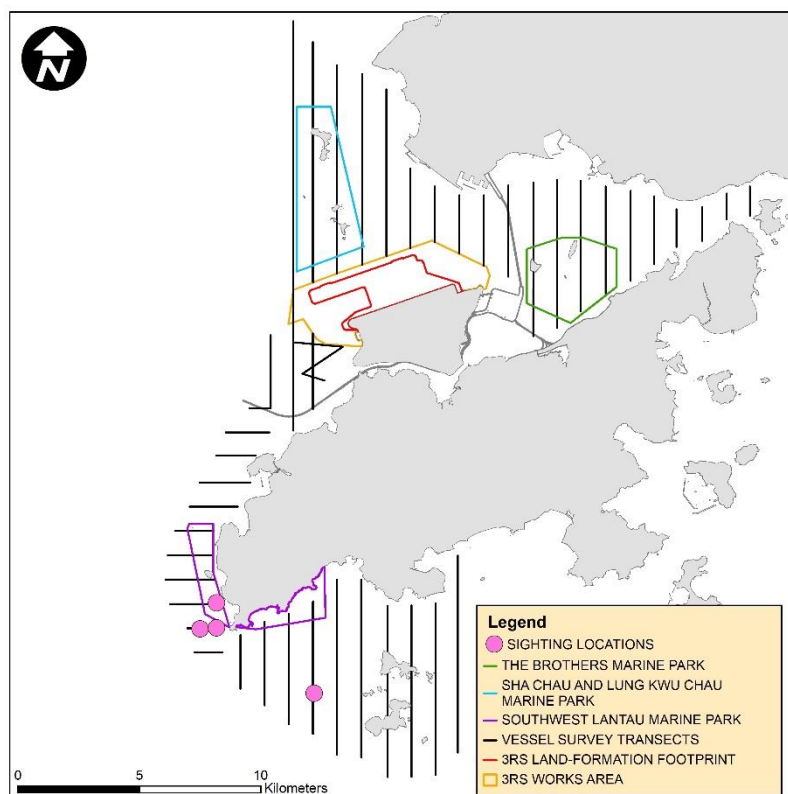 N
Legend
SIGHTING LOCATIONS
THE BROTHERS MARINE PARK
SHA CHAU AND LUNG KWU CHAU
MARINE PARK
SOUTHWEST LANTAU MARINE PARK
VESSEL SURVEY TRANSECTS
3RS LAND-FORMATION FOOTPRINT
3RS WORKS AREA
0 5 10
Kilometers